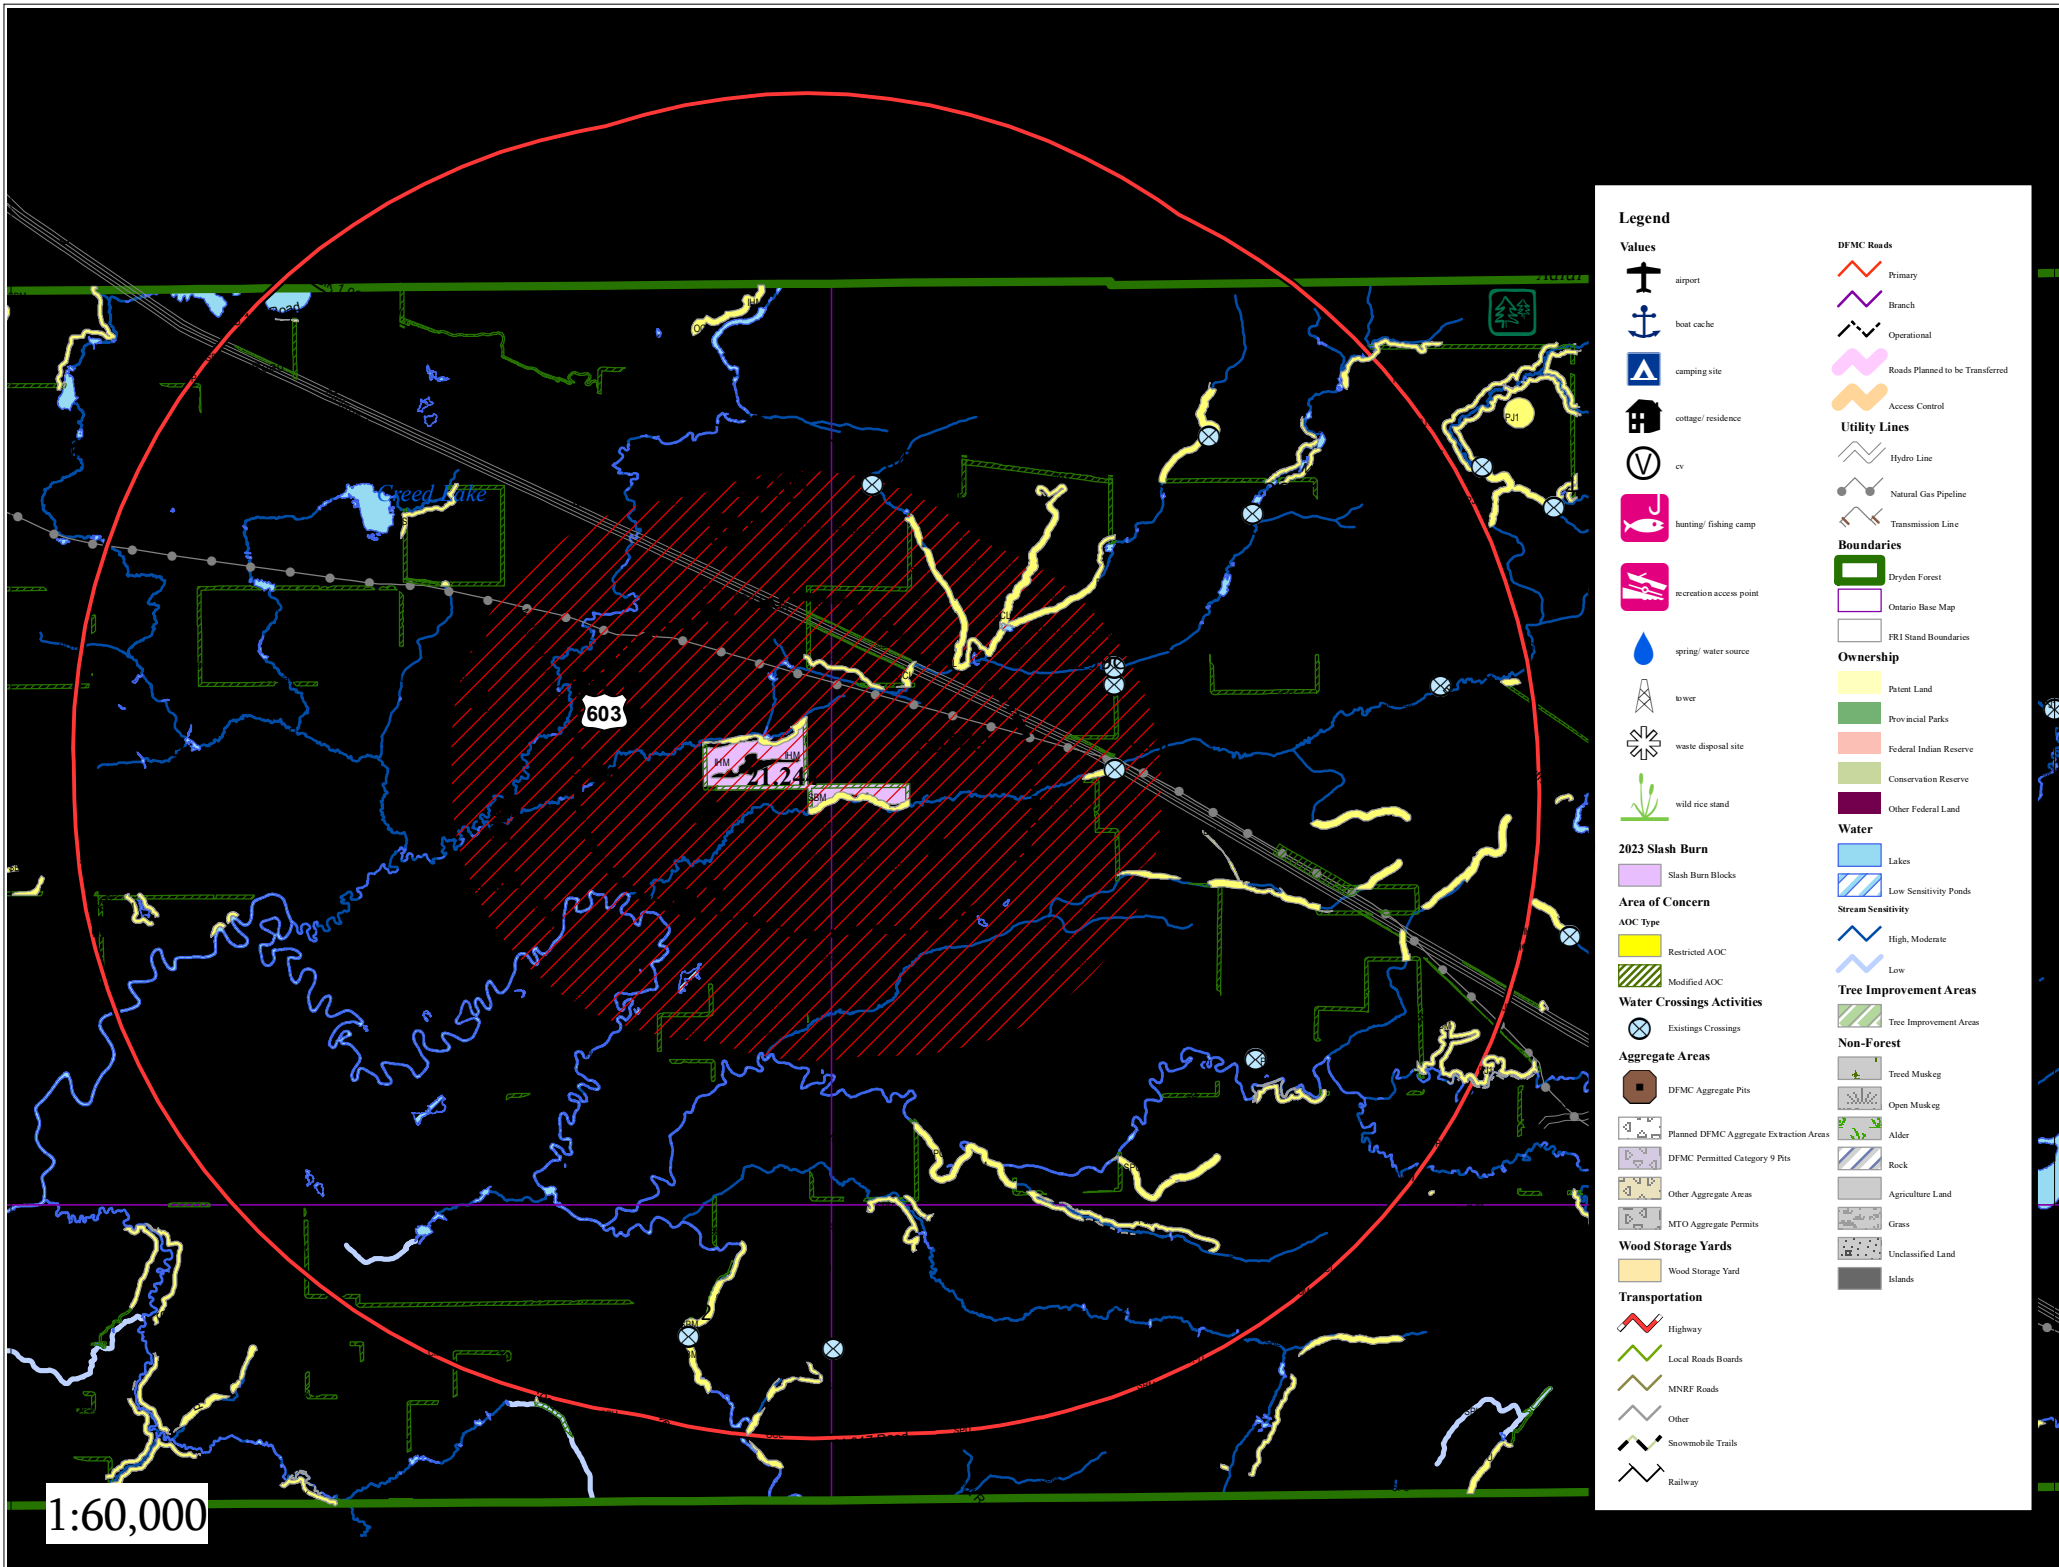 Creed Lake
Road
PJ1
603
IHM
IHM
21.24
SBM
1:60,000
Legend
Values
airport
boat cache
camping site
cottage/ residence
cv
hunting/ fishing camp
recreation access point
spring/ water source
tower
waste disposal site
wild rice stand
2023 Slash Burn
Slash Burn Blocks
Area of Concern
AOC Type
Restricted AOC
Modified AOC
Water Crossings Activities
Existings Crossings
Aggregate Areas
DFMC Aggregate Pits
Planned DFMC Aggregate Extraction Areas
DFMC Permitted Category 9 Pits
Other Aggregate Areas
MTO Aggregate Permits
Wood Storage Yards
Wood Storage Yard
Transportation
Highway
Local Roads Boards
MNRF Roads
Other
Snowmobile Trails
Railway
DFMC Roads
Primary
Branch
Operational
Roads Planned to be Transferred
Access Control
Utility Lines
Hydro Line
Natural Gas Pipeline
Transmission Line
Boundaries
Dryden Forest
Ontario Base Map
FRI Stand Boundaries
Ownership
Patent Land
Provincial Parks
Federal Indian Reserve
Conservation Reserve
Other Federal Land
Water
Lakes
Low Sensitivity Ponds
Stream Sensitivity
High, Moderate
Low
Tree Improvement Areas
Tree Improvement Areas
Non-Forest
Treed Muskeg
Open Muskeg
Alder
Rock
Agriculture Land
Grass
Unclassified Land
Islands